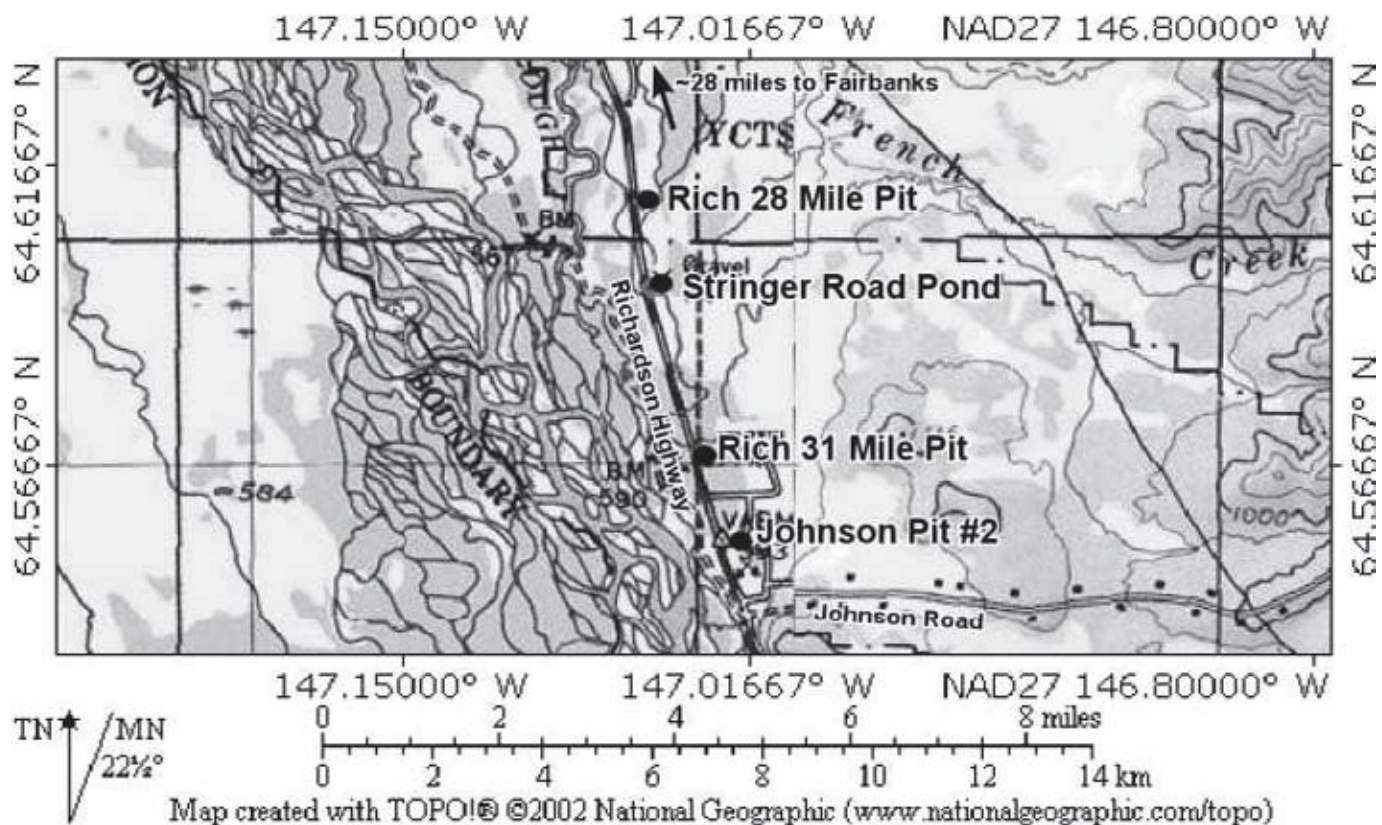 147.15000° W 147.01667° W NAD27 146.80000° W
~28 miles to Fairbanks
YCTS
French
Rich 28 Mile Pit
BM
Creek
Gravel
Stringer Road Pond
Richardson Highway
BOUNDARY
Rich 31 Mile Pit
BM
590
584
Johnson Pit #2
1000
Johnson Road
64.61667° N
64.56667° N
64.61667° N
64.56667° N
147.15000° W 147.01667° W NAD27 146.80000° W
TN MN
22½°
0 2 4 6 8 miles
0 2 4 6 8 10 12 14 km
Map created with TOPO!® ©2002 National Geographic (www.nationalgeographic.com/topo)